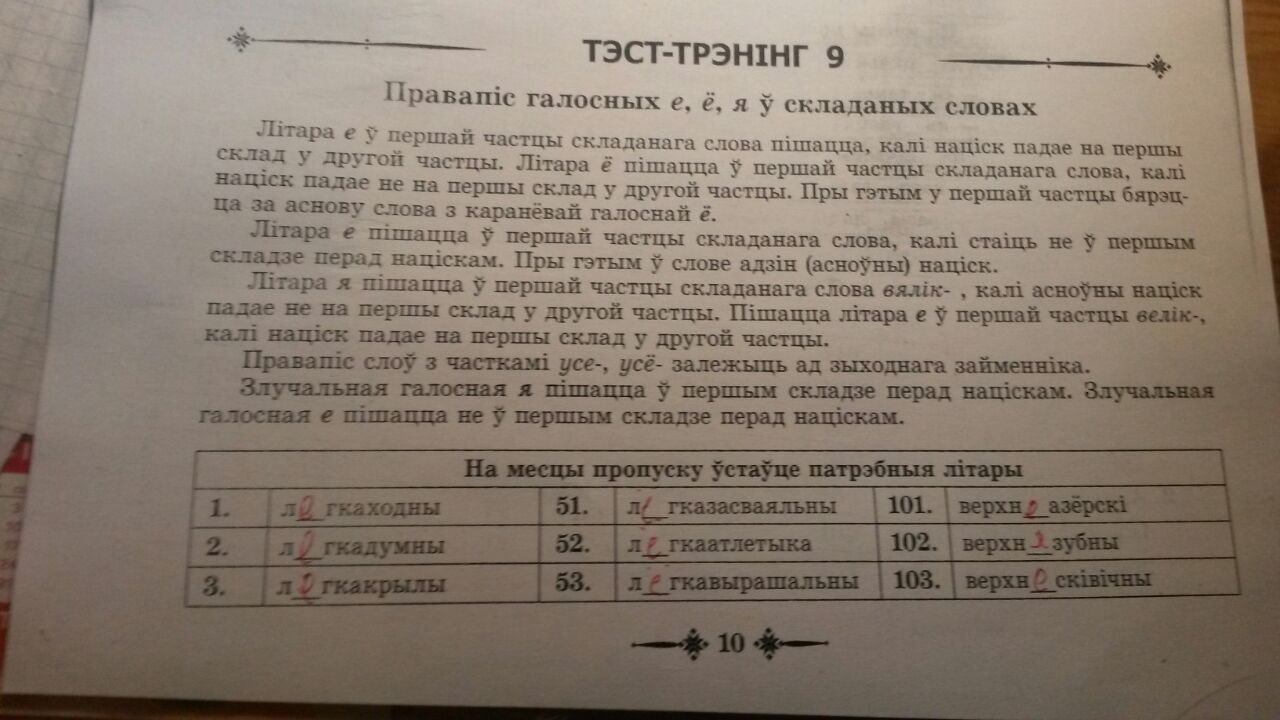 ТЭСТ-ТРЭНІНГ 9
Правапіс галосных е, ё, я ў складаных словах
Літара е ў першай частцы складанага слова пішацца, калі націск падае на першы
склад у другой частцы. Літара ё пішацца ў першай частцы складанага слова, калі
націск падае не на першы склад у другой частцы. Пры гэтым у першай частцы бярэц-
ца за аснову слова з каранёвай галоснай ё.
Літара е пішацца ў першай частцы складанага слова, калі стаіць не ў першым
складзе перад націскам. Пры гэтым ў слове адзін (асноўны) націск.
Літара я пішацца ў першай частцы складанага слова вялік- , калі асноўны націск
падае не на першы склад у другой частцы. Пішацца літара е ў першай частцы велік-,
калі націск падае на першы склад у другой частцы.
Правапіс слоў з часткамі усе-, усё- залежыць ад зыходнага займенніка.
Злучальная галосная я пішацца ў першым складзе перад націскам. Злучальная
галосная е пішацца не ў першым складзе перад націскам.
На месцы пропуску ўстаўце патрэбныя літары
1. легкаходны 51. легказасваяльны 101. верхнеазёрскі
2. легкадумны 52. легкаатлетыка 102. верхнязубны
3. легкакрылы 53. легкавырашальны 103. верхнесківічны
10